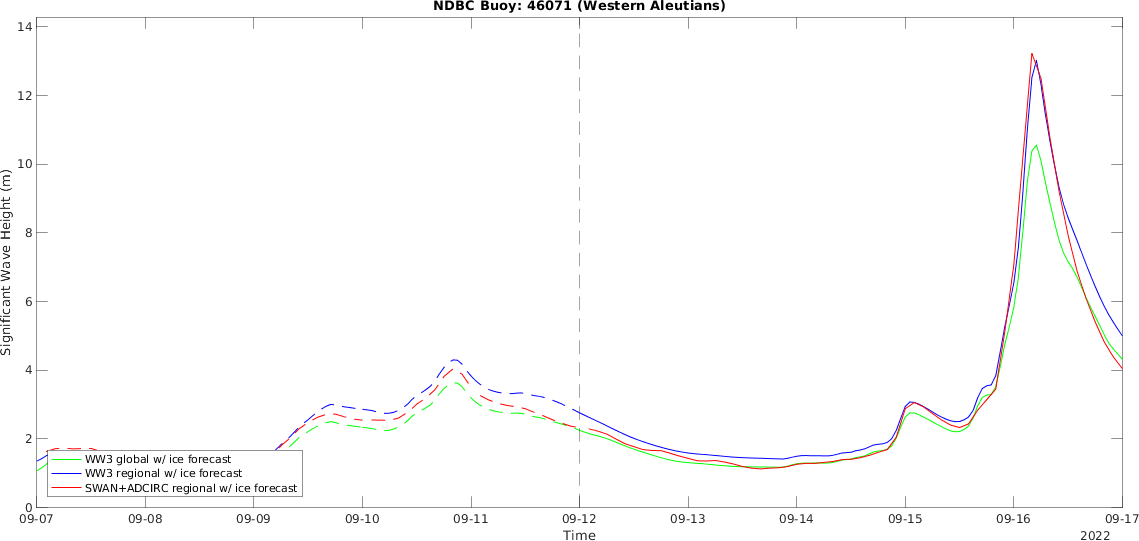 NDBC Buoy: 46071 (Western Aleutians)
14
12
10
8
6
4
2
0
Significant Wave Height (m)
WW3 global w/ ice forecast
WW3 regional w/ ice forecast
SWAN+ADCIRC regional w/ ice forecast
09-07 09-08 09-09 09-10 09-11 09-12 09-13 09-14 09-15 09-16 09-17
Time
2022